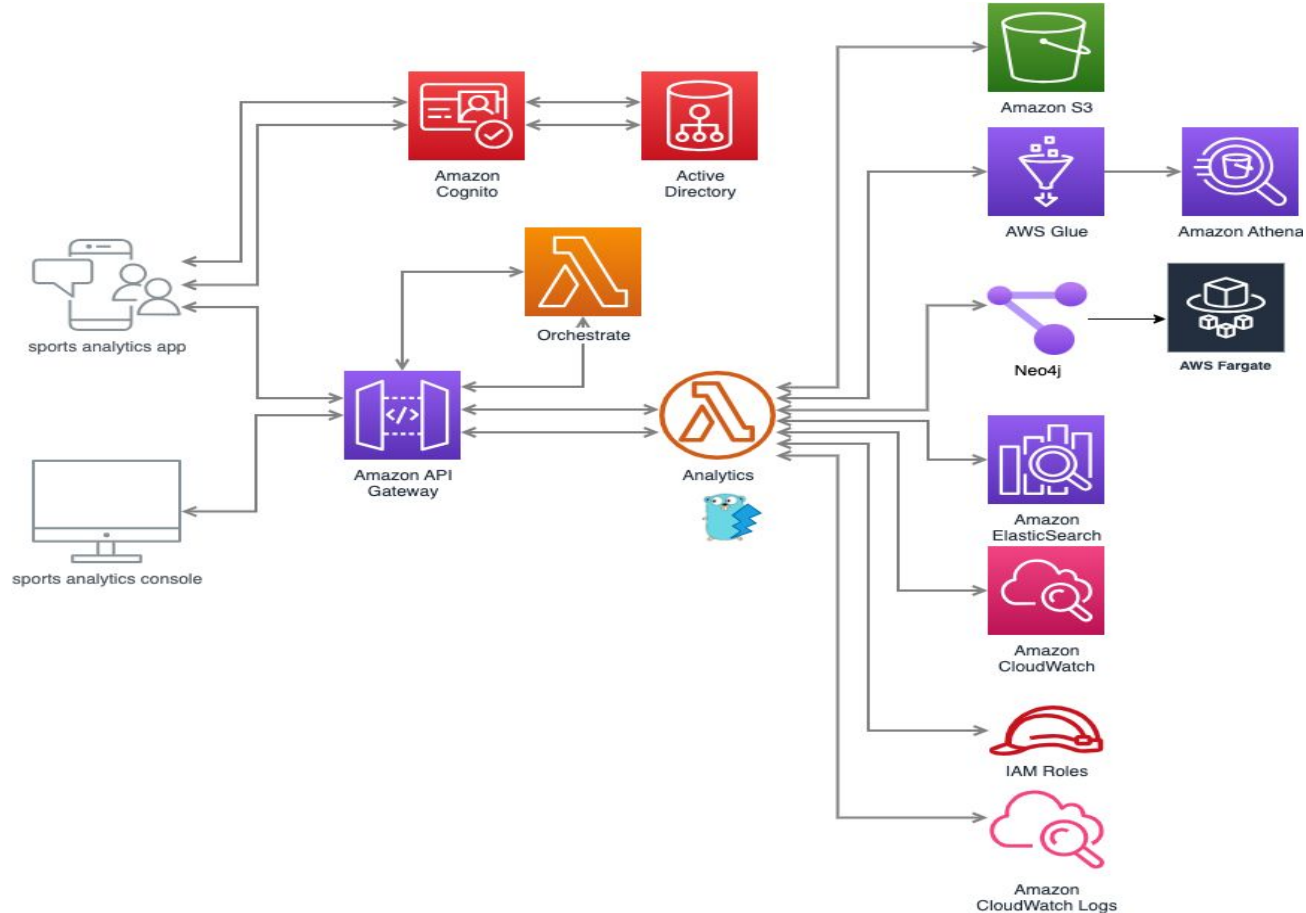 Amazon S3
Amazon
Cognito
Active
Directory
AWS Glue
Amazon Athena
Orchestrate
sports analytics app
Neo4j
AWS Fargate
</>
Amazon API
Gateway
Analytics
Amazon
ElasticSearch
sports analytics console
Amazon
CloudWatch
IAM Roles
Amazon
CloudWatch Logs